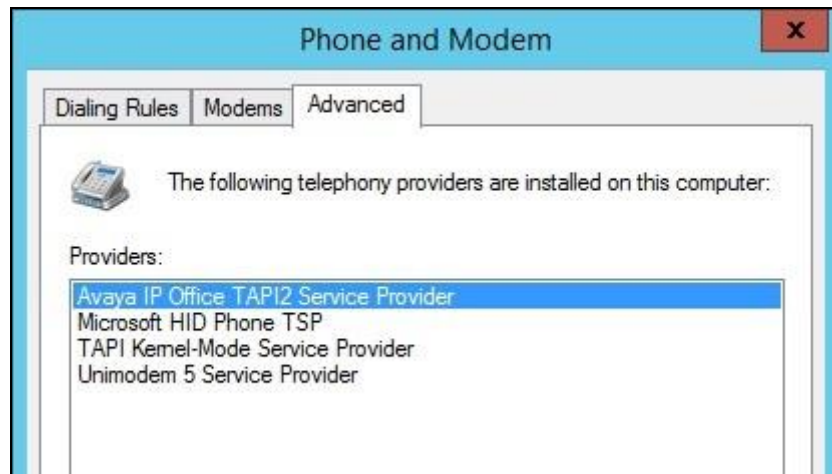 Phone and Modem
x
Dialing Rules Modems Advanced
The following telephony providers are installed on this computer:
Providers:
Avaya IP Office TAPI2 Service Provider
Microsoft HID Phone TSP
TAPI Kernel-Mode Service Provider
Unimodem 5 Service Provider